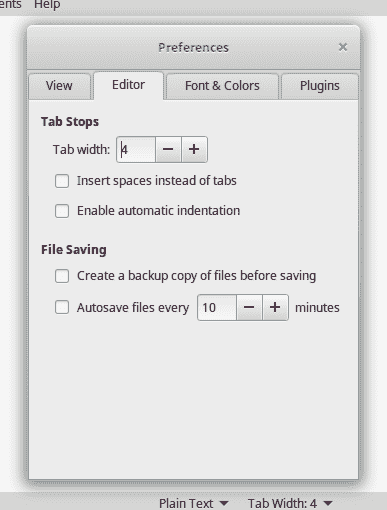 ents Help
Preferences ×
View Editor Font & Colors Plugins
Tab Stops
Tab width: 4 − +
Insert spaces instead of tabs
Enable automatic indentation
File Saving
Create a backup copy of files before saving
Autosave files every 10 − + minutes
Plain Text Tab Width: 4